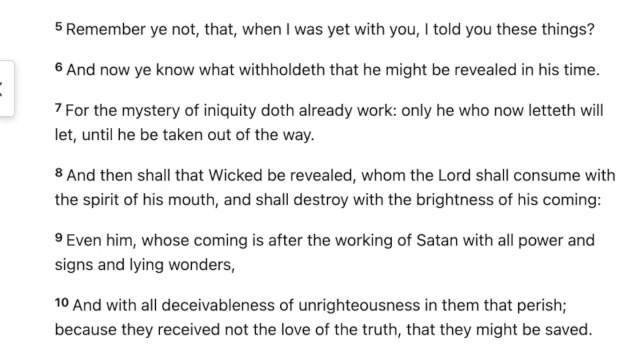 5 Remember ye not, that, when I was yet with you, I told you these things?
6 And now ye know what withholdeth that he might be revealed in his time.
7 For the mystery of iniquity doth already work: only he who now letteth will
let, until he be taken out of the way.
8 And then shall that Wicked be revealed, whom the Lord shall consume with
the spirit of his mouth, and shall destroy with the brightness of his coming:
9 Even him, whose coming is after the working of Satan with all power and
signs and lying wonders,
10 And with all deceivableness of unrighteousness in them that perish;
because they received not the love of the truth, that they might be saved.